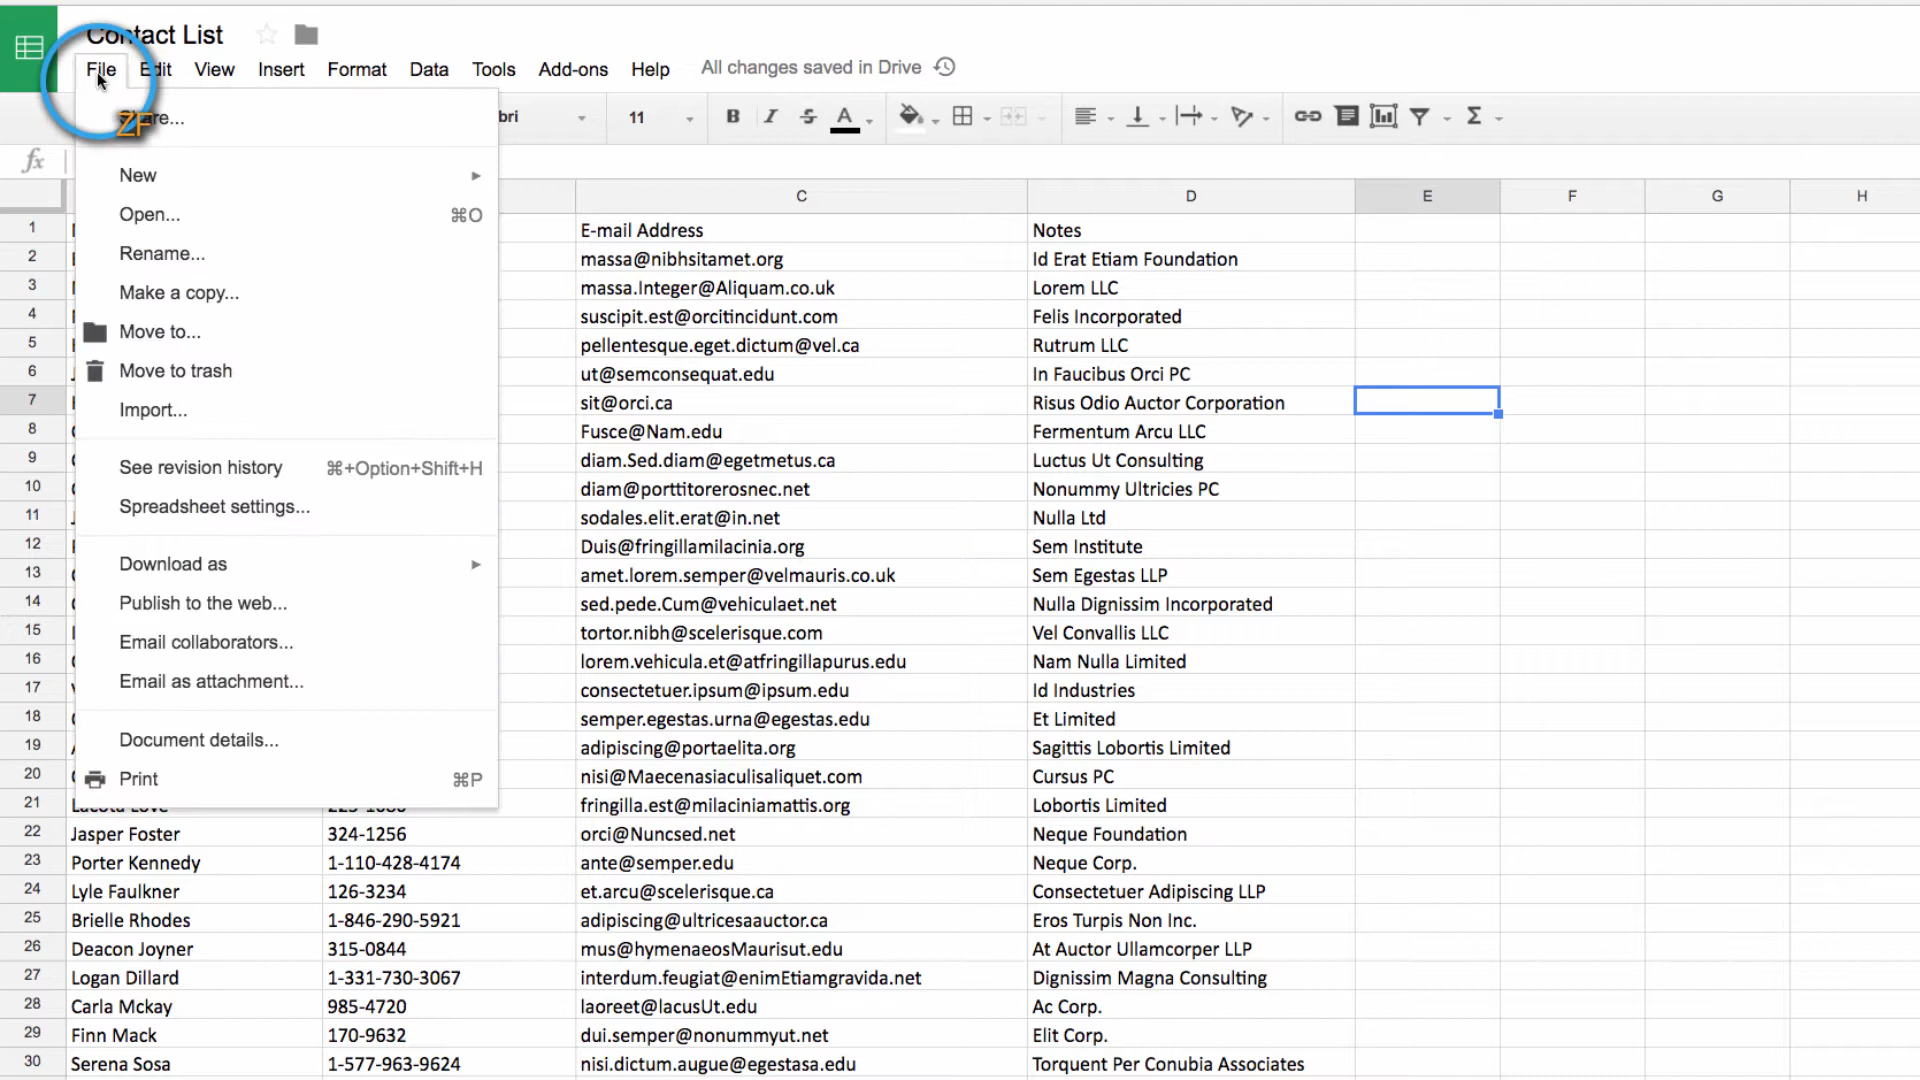 Contact List
File Edit View Insert Format Data Tools Add-ons Help All changes saved in Drive
Share...
ZF
bri 11 B I S A Σ
fx
New
Open... ⌘O
Rename...
Make a copy...
Move to...
Move to trash
Import...
See revision history ⌘+Option+Shift+H
Spreadsheet settings...
Download as
Publish to the web...
Email collaborators...
Email as attachment...
Document details...
Print ⌘P
C D E F G H
1 E-mail Address Notes
2 massa@nibhsitamet.org Id Erat Etiam Foundation
3 massa.Integer@Aliquam.co.uk Lorem LLC
4 suscipit.est@orcitincidunt.com Felis Incorporated
5 pellentesque.eget.dictum@vel.ca Rutrum LLC
6 ut@semconsequat.edu In Faucibus Orci PC
7 sit@orci.ca Risus Odio Auctor Corporation
8 Fusce@Nam.edu Fermentum Arcu LLC
9 diam.Sed.diam@egetmetus.ca Luctus Ut Consulting
10 diam@porttitorerosnec.net Nonummy Ultricies PC
11 sodales.elit.erat@in.net Nulla Ltd
12 Duis@fringillamilacinia.org Sem Institute
13 amet.lorem.semper@velmauris.co.uk Sem Egestas LLP
14 sed.pede.Cum@vehiculaet.net Nulla Dignissim Incorporated
15 tortor.nibh@scelerisque.com Vel Convallis LLC
16 lorem.vehicula.et@atfringillapurus.edu Nam Nulla Limited
17 consectetuer.ipsum@ipsum.edu Id Industries
18 semper.egestas.urna@egestas.edu Et Limited
19 adipiscing@portaelita.org Sagittis Lobortis Limited
20 nisi@Maecenasiaculisaliquet.com Cursus PC
21 Lacota Love fringilla.est@milaciniamattis.org Lobortis Limited
22 Jasper Foster 324-1256 orci@Nuncsed.net Neque Foundation
23 Porter Kennedy 1-110-428-4174 ante@semper.edu Neque Corp.
24 Lyle Faulkner 126-3234 et.arcu@scelerisque.ca Consectetuer Adipiscing LLP
25 Brielle Rhodes 1-846-290-5921 adipiscing@ultricesaauctor.ca Eros Turpis Non Inc.
26 Deacon Joyner 315-0844 mus@hymenaeosMaurisut.edu At Auctor Ullamcorper LLP
27 Logan Dillard 1-331-730-3067 interdum.feugiat@enimEtiamgravida.net Dignissim Magna Consulting
28 Carla Mckay 985-4720 laoreet@lacusUt.edu Ac Corp.
29 Finn Mack 170-9632 dui.semper@nonummyut.net Elit Corp.
30 Serena Sosa 1-577-963-9624 nisi.dictum.augue@egestasa.edu Torquent Per Conubia Associates